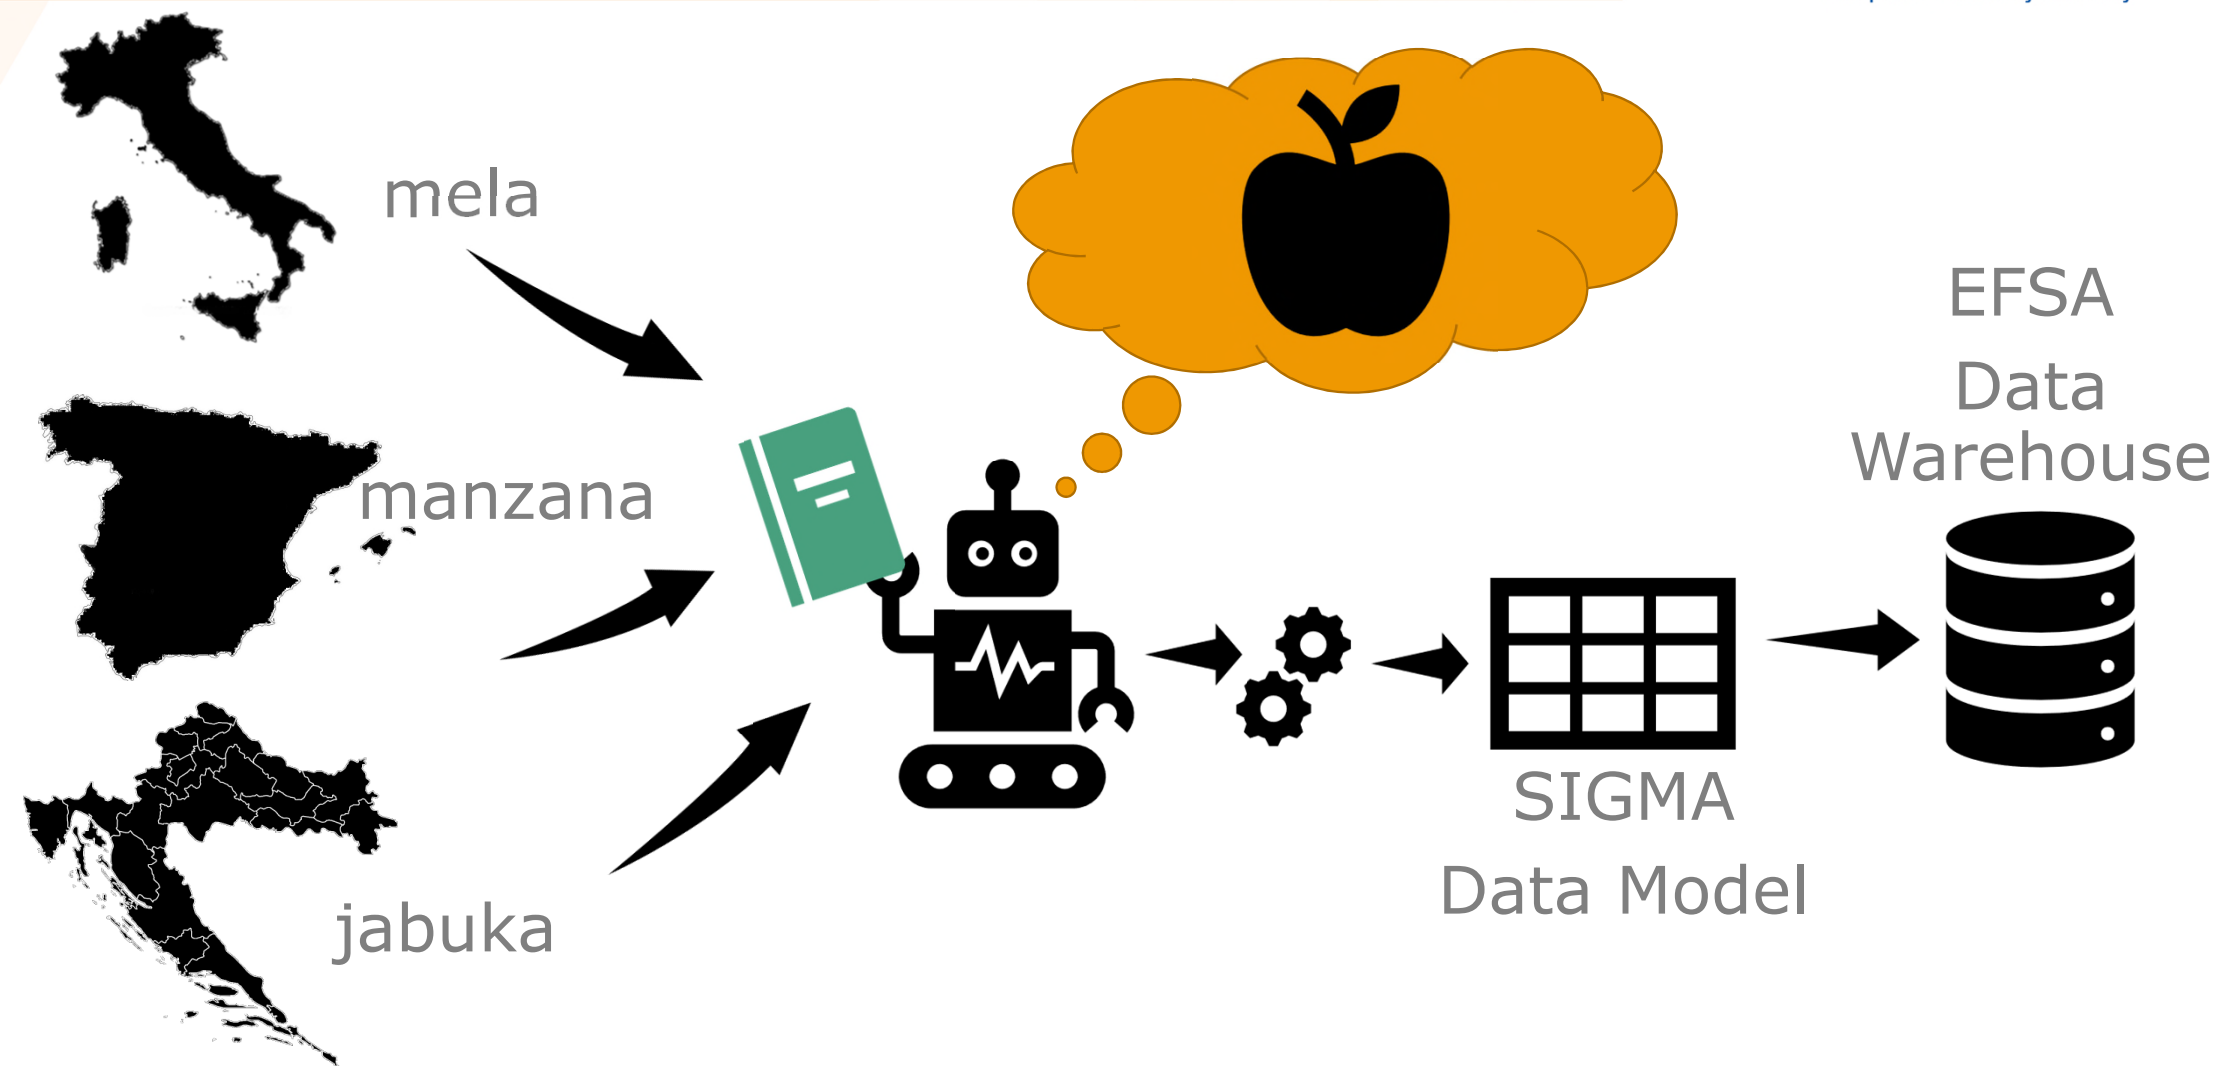 mela
manzana
jabuka
SIGMA
Data Model
EFSA
Data
Warehouse